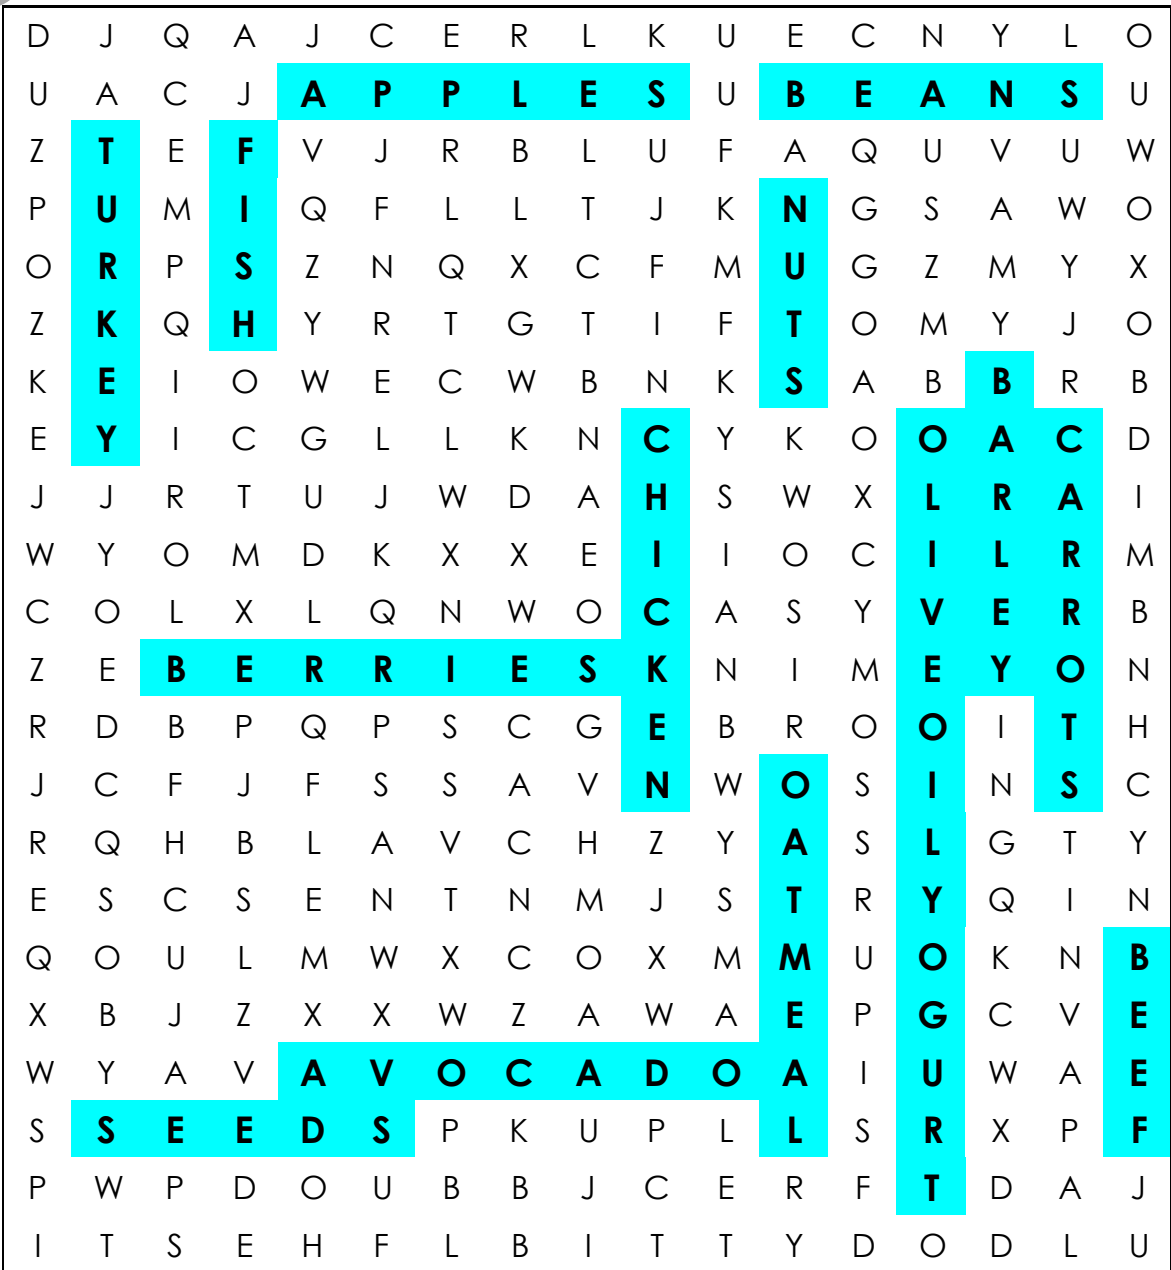 D J Q A J C E R L K U E C N Y L O
U A C J A P P L E S U B E A N S U
Z T E F V J R B L U F A Q U V U W
P U M I Q F L L T J K N G S A W O
O R P S Z N Q X C F M U G Z M Y X
Z K Q H Y R T G T I F T O M Y J O
K E I O W E C W B N K S A B B R B
E Y I C G L L K N C Y K O O A C D
J J R T U J W D A H S W X L R A I
W Y O M D K X X E I I O C I L R M
C O L X L Q N W O C A S Y V E R B
Z E B E R R I E S K N I M E Y O N
R D B P Q P S C G E B R O O I T H
J C F J F S S A V N W O S I N S C
R Q H B L A V C H Z Y A S L G T Y
E S C S E N T N M J S T R Y Q I N
Q O U L M W X C O X M M U O K N B
X B J Z X X W Z A W A E P G C V E
W Y A V A V O C A D O A I U W A E
S S E E D S P K U P L L S R X P F
P W P D O U B B J C E R F T D A J
I T S E H F L B I T T Y D O D L U